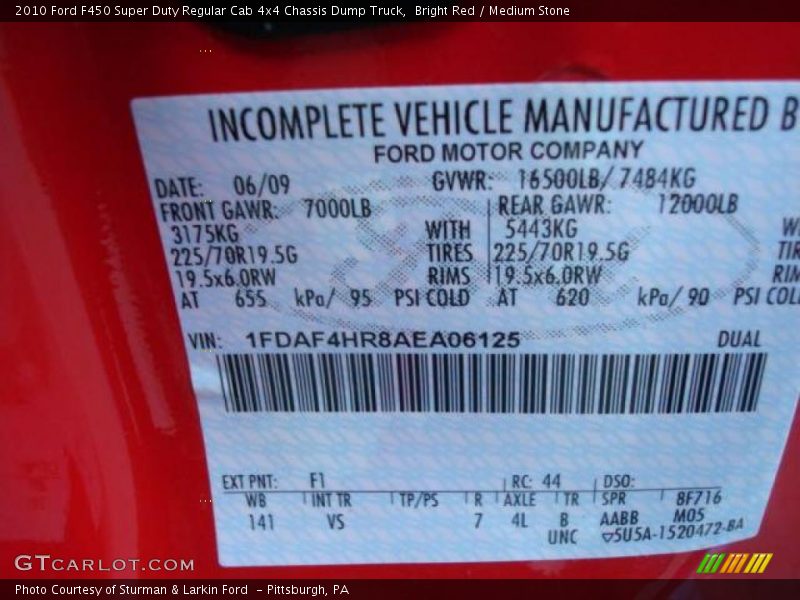 2010 Ford F450 Super Duty Regular Cab 4x4 Chassis Dump Truck,  Bright Red / Medium Stone
INCOMPLETE VEHICLE MANUFACTURED B
FORD MOTOR COMPANY
DATE: 06/09 GVWR: 16500LB/ 7484KG
FRONT GAWR: 7000LB REAR GAWR: 12000LB
3175KG WITH 5443KG W
225/70R19.5G TIRES 225/70R19.5G TIR
19.5x6.0RW RIMS 19.5x6.0RW RIM
AT 655 kPa/ 95 PSI COLD AT 620 kPa/ 90 PSI COL
VIN: 1FDAF4HR8AEA06125 DUAL
EXT PNT: F1 RC: 44 DSO:
WB INT TR TP/PS R AXLE TR SPR 8F716
141 VS 7 4L B AABB M05
UNC ▽5U5A-1520472-BA
GTCARLOT.COM
Photo Courtesy of Sturman & Larkin Ford  - Pittsburgh, PA